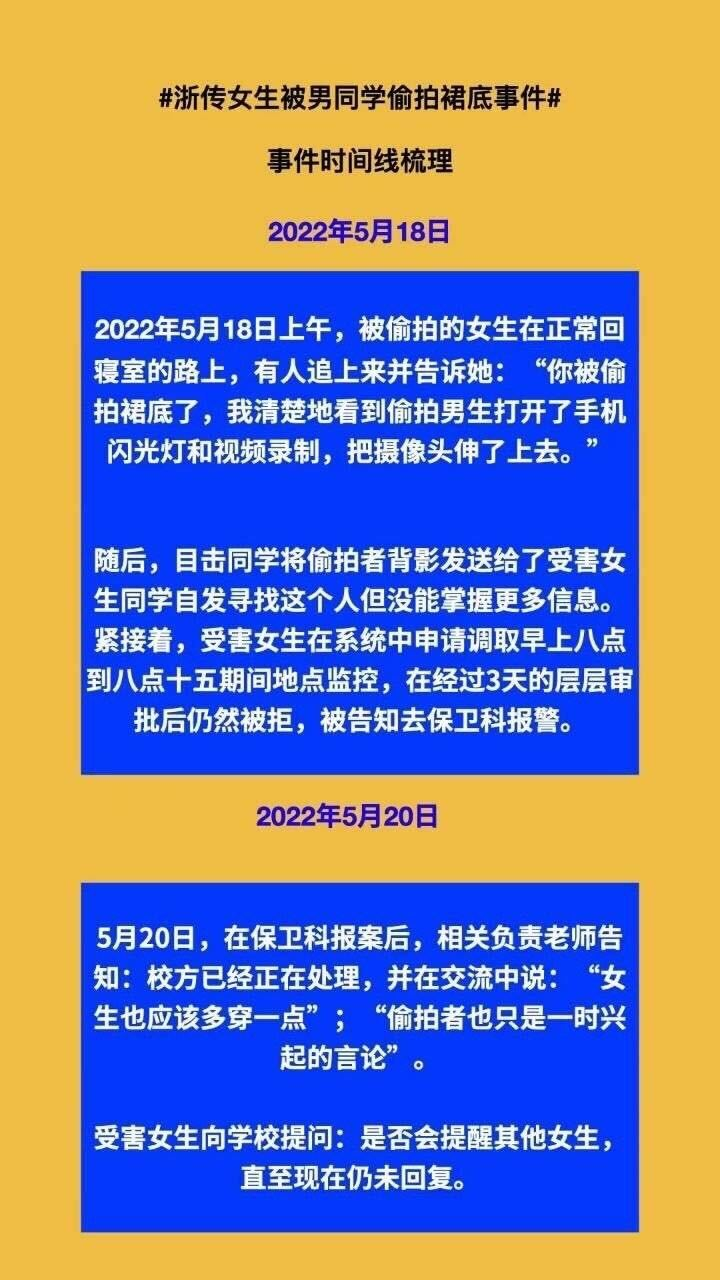 #浙传女生被男同学偷拍裙底事件#
事件时间线梳理
2022年5月18日
2022年5月18日上午，被偷拍的女生在正常回
寝室的路上，有人追上来并告诉她：“你被偷
拍裙底了，我清楚地看到偷拍男生打开了手机
闪光灯和视频录制，把摄像头伸了上去。”
随后，目击同学将偷拍者背影发送给了受害女
生同学自发寻找这个人但没能掌握更多信息。
紧接着，受害女生在系统中申请调取早上八点
到八点十五期间地点监控，在经过3天的层层审
批后仍然被拒，被告知去保卫科报警。
2022年5月20日
5月20日，在保卫科报案后，相关负责老师告
知：校方已经正在处理，并在交流中说：“女
生也应该多穿一点”；“偷拍者也只是一时兴
起的言论”。
受害女生向学校提问：是否会提醒其他女生，
直至现在仍未回复。